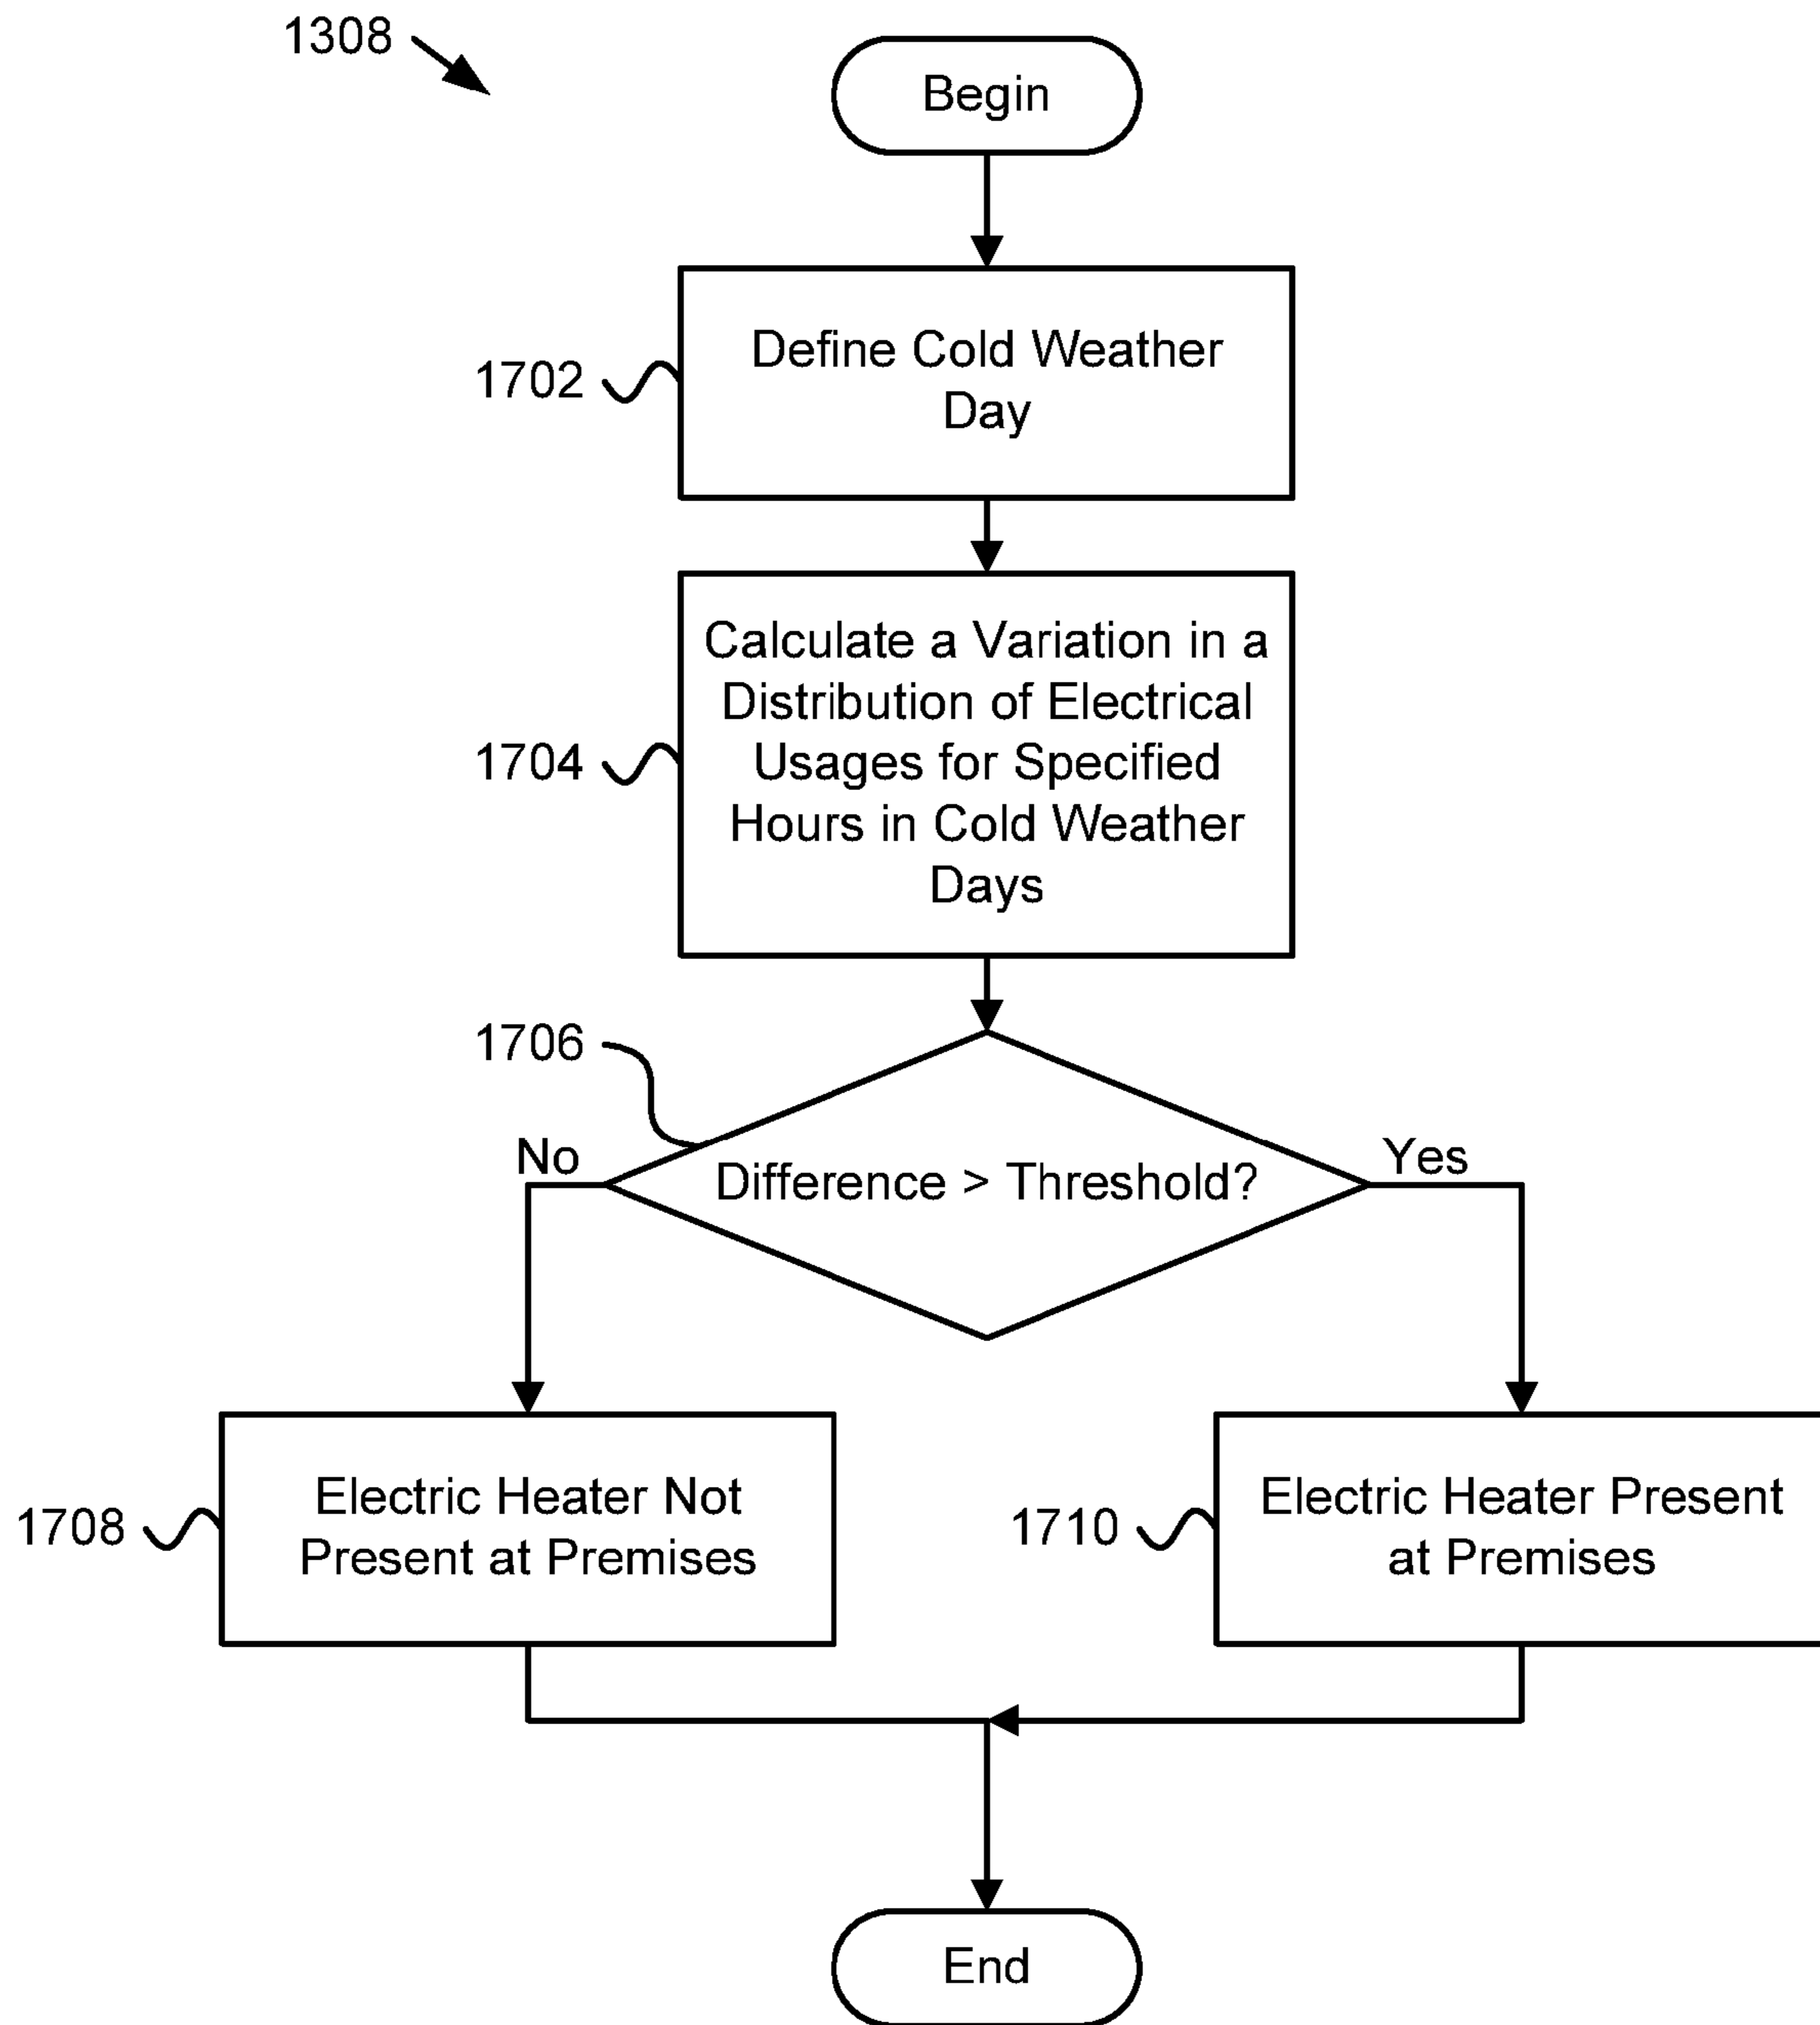 1308
Begin
1702
Define Cold Weather
Day
1704
Calculate a Variation in a
Distribution of Electrical
Usages for Specified
Hours in Cold Weather
Days
1706
No
Difference > Threshold?
Yes
1708
Electric Heater Not
Present at Premises
1710
Electric Heater Present
at Premises
End